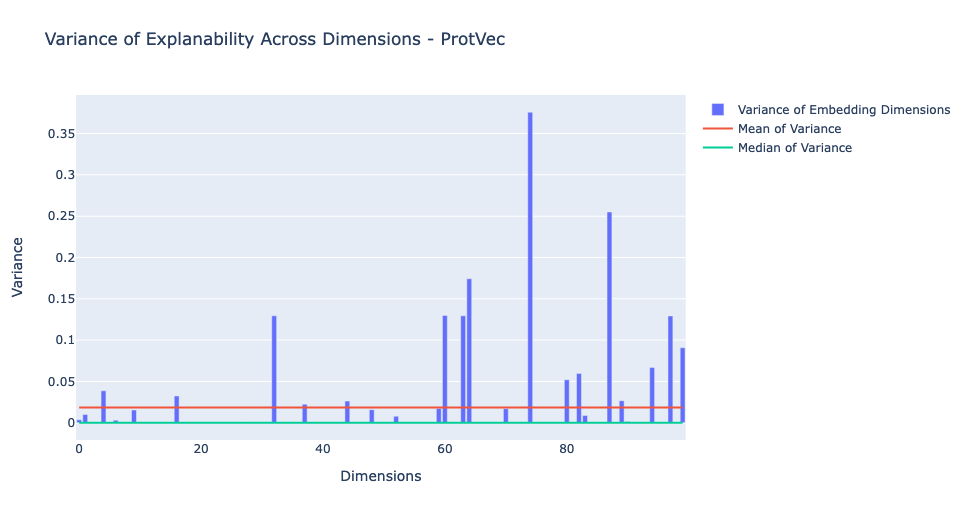 Variance of Explanability Across Dimensions - ProtVec
Variance of Embedding Dimensions
Mean of Variance
Median of Variance
Variance
0.35
0.3
0.25
0.2
0.15
0.1
0.05
0
0 20 40 60 80
Dimensions